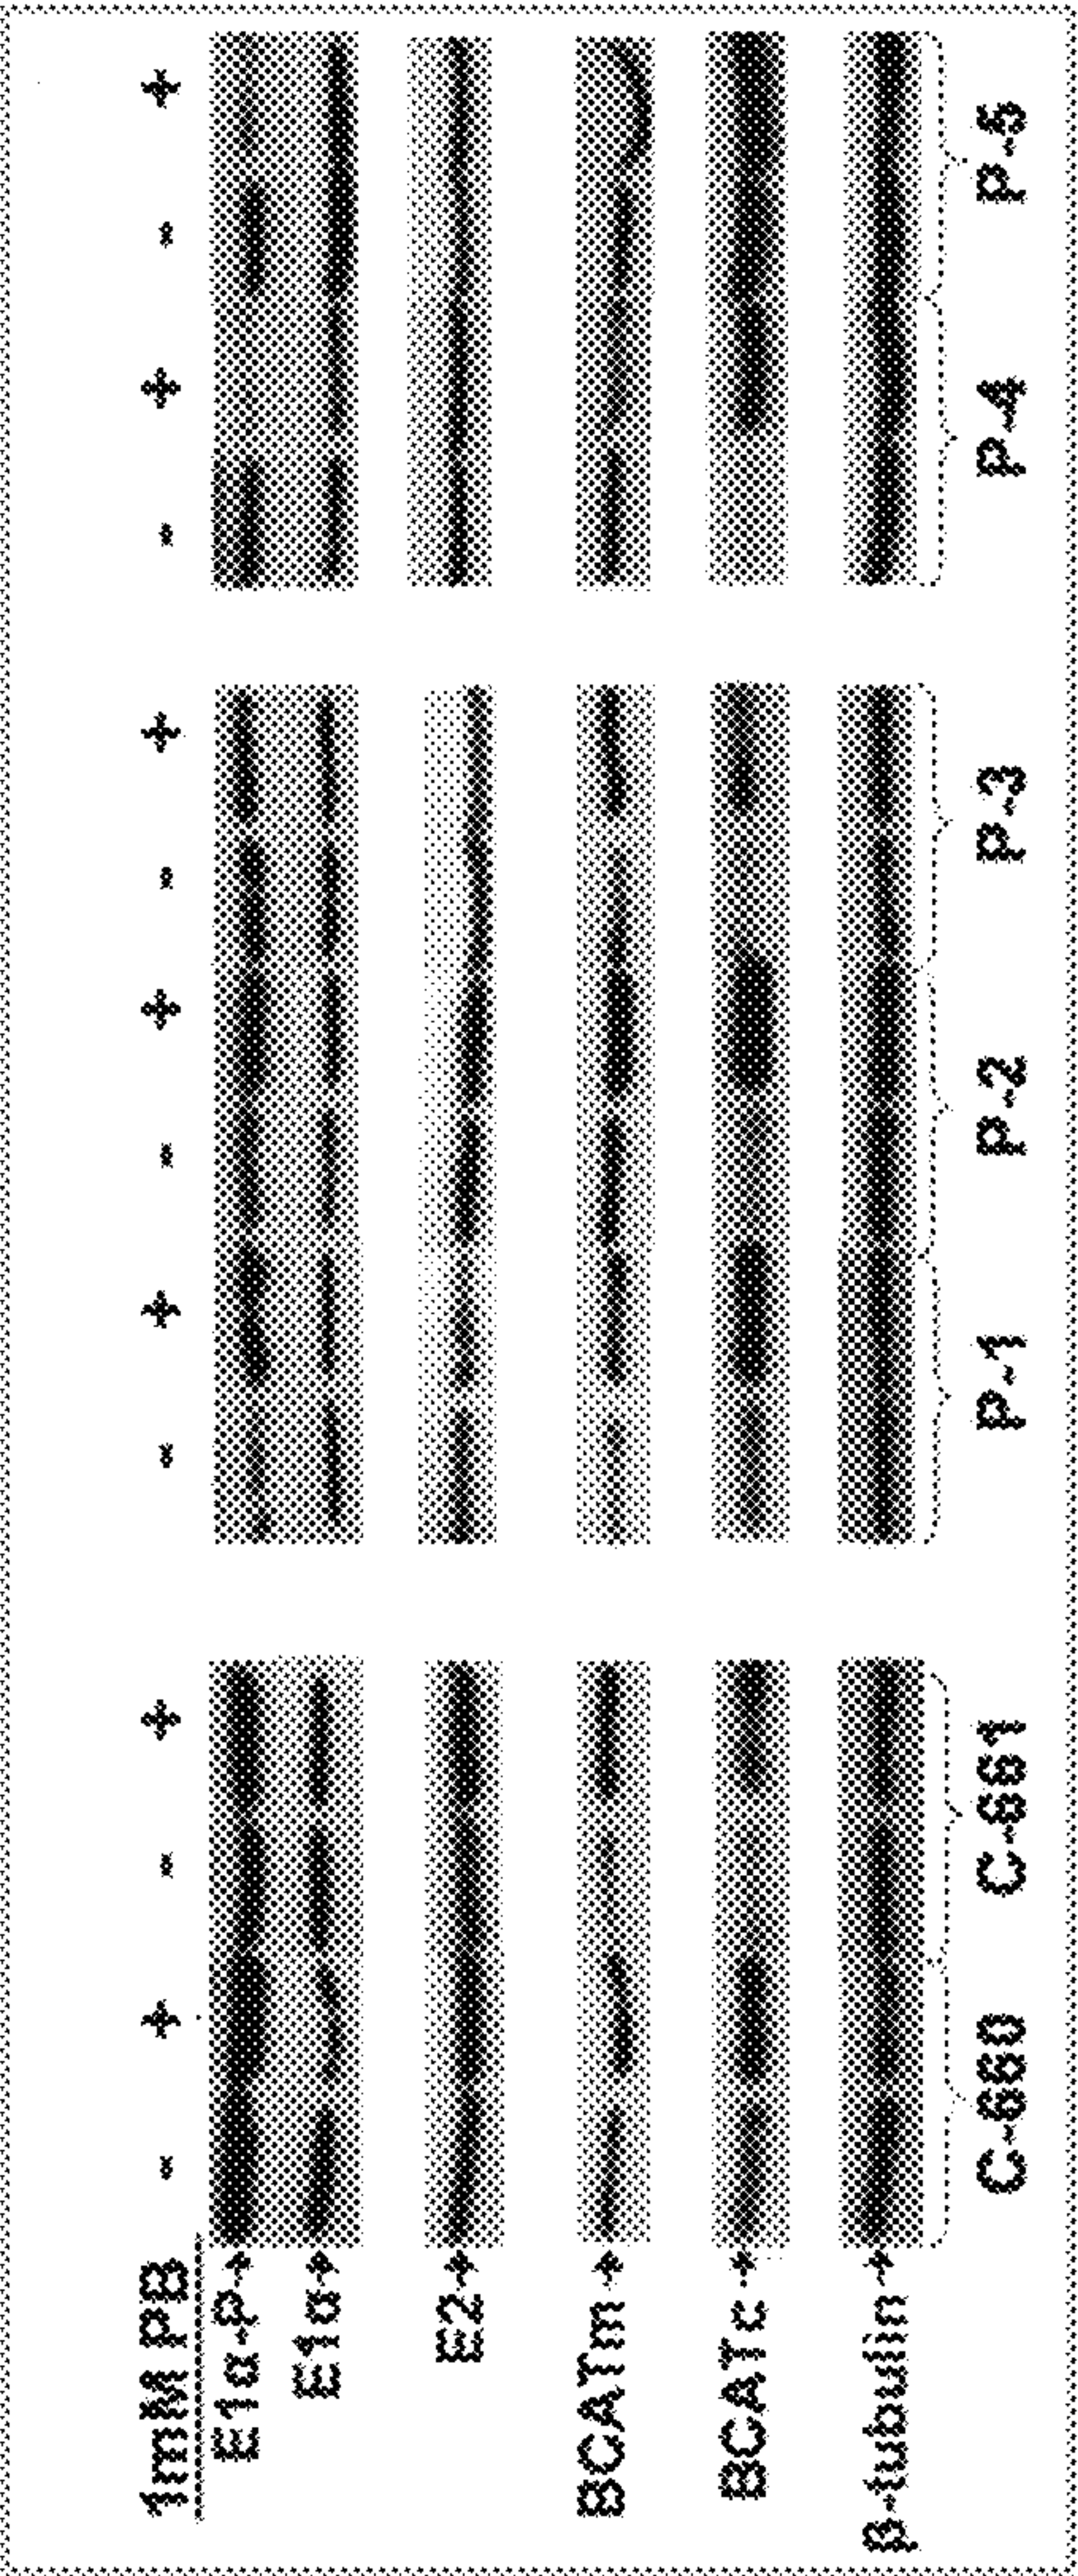 1mM PB - + - + - + - + - + - + - +
E1α-P→
E1α→
E2→
BCATm→
BCATc→
β-tubulin→
C-660 C-661 P-1 P-2 P-3 P-4 P-5